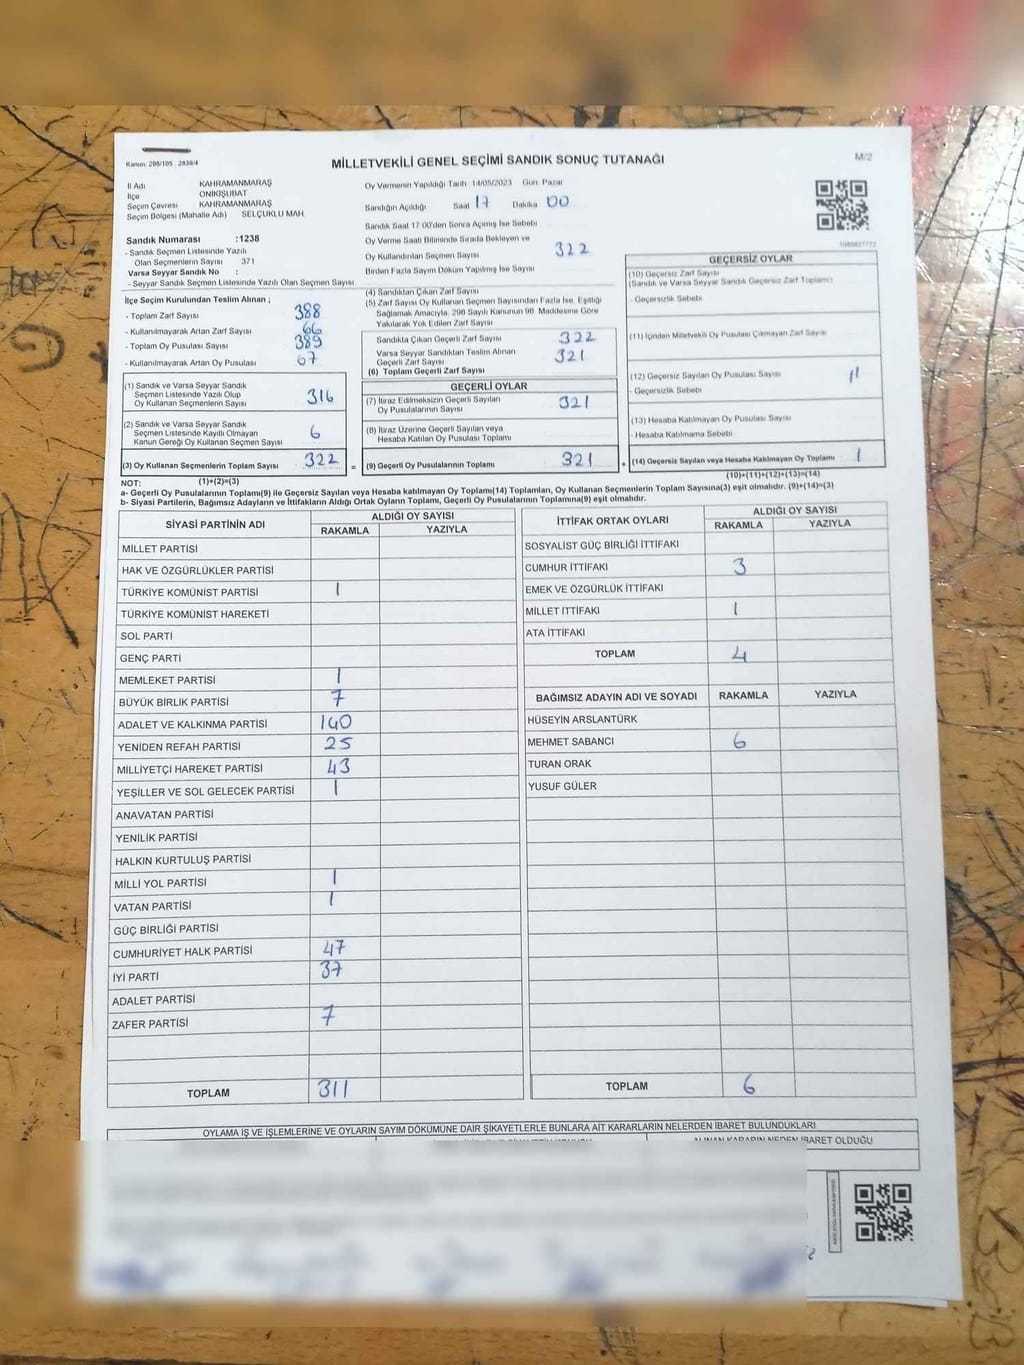 Kanun. 298/105 2839/4
MİLLETVEKİLİ GENEL SEÇİMİ SANDIK SONUÇ TUTANAĞI
M/2
İl Adı KAHRAMANMARAŞ
İlçe ONİKİŞUBAT
Seçim Çevresi KAHRAMANMARAŞ
Seçim Bölgesi (Mahalle Adı) SELÇUKLU MAH.
Sandık Numarası :1238
- Sandık Seçmen Listesinde Yazılı
Olan Seçmenlerin Sayısı 371
Varsa Seyyar Sandık No :
- Seyyar Sandık Seçmen Listesinde Yazılı Olan Seçmen Sayısı
Oy Vermenin Yapıldığı Tarih 14/05/2023 Gün Pazar
Sandığın Açıldığı Saat 17 Dakika 00
Sandık Saat 17.00'den Sonra Açımış İse Sebebi
Oy Verme Saati Bitiminde Sırada Bekleyen ve
Oy Kullandırılan Seçmen Sayısı 322
Birden Fazla Sayım Döküm Yapılmış İse Sayısı
İlçe Seçim Kurulundan Teslim Alınan ;
- Toplam Zarf Sayısı 388
- Kullanılmayarak Artan Zarf Sayısı 66
- Toplam Oy Pusulası Sayısı 389
- Kullanılmayarak Artan Oy Pusulası 67
(1) Sandık ve Varsa Seyyar Sandık
Seçmen Listesinde Yazılı Olup
Oy Kullanan Seçmenlerin Sayısı 316
(2) Sandık ve Varsa Seyyar Sandık
Seçmen Listesinde Kayıtlı Olmayan
Kanun Gereği Oy Kullanan Seçmen Sayısı 6
(3) Oy Kullanan Seçmenlerin Toplam Sayısı 322 =
(4) Sandıktan Çıkan Zarf Sayısı
(5) Zarf Sayısı Oy Kullanan Seçmen Sayısından Fazla İse, Eşitliği
Sağlamak Amacıyla, 298 Sayılı Kanunun 98. Maddesine Göre
Yakılarak Yok Edilen Zarf Sayısı
Sandıkta Çıkan Geçerli Zarf Sayısı 322
Varsa Seyyar Sandıktan Teslim Alınan
Geçerli Zarf Sayısı 321
(6) Toplam Geçerli Zarf Sayısı
GEÇERLİ OYLAR
(7) İtiraz Edilmeksizin Geçerli Sayılan
Oy Pusulalarının Sayısı 321
(8) İtiraz Üzerine Geçerli Sayılan veya
Hesaba Katılan Oy Pusulası Toplamı
(9) Geçerli Oy Pusulalarının Toplamı 321 +
GEÇERSİZ OYLAR
(10) Geçersiz Zarf Sayısı
(Sandık ve Varsa Seyyar Sandık Geçersiz Zarf Toplamı)
- Geçersizlik Sebebi
(11) İçinden Milletvekili Oy Pusulası Çıkmayan Zarf Sayısı
(12) Geçersiz Sayılan Oy Pusulası Sayısı
- Geçersizlik Sebebi
(13) Hesaba Katılmayan Oy Pusulası Sayısı
- Hesaba Katılmama Sebebi
(14) Geçersiz Sayılan veya Hesaba Katılmayan Oy Toplamı 1
NOT: (1)+(2)=(3) (10)+(11)+(12)+(13)=(14)
a- Geçerli Oy Pusulalarının Toplamı(9) ile Geçersiz Sayılan veya Hesaba katılmayan Oy Toplamı(14) Toplamları, Oy Kullanan Seçmenlerin Toplam Sayısına(3) eşit olmalıdır. (9)+(14)=(3)
b- Siyasi Partilerin, Bağımsız Adayların ve İttifakların Aldığı Ortak Oyların Toplamı, Geçerli Oy Pusulalarının Toplamına(9) eşit olmalıdır.
SİYASİ PARTİNİN ADI ALDIĞI OY SAYISI
RAKAMLA YAZIYLA
MİLLET PARTİSİ
HAK VE ÖZGÜRLÜKLER PARTİSİ
TÜRKİYE KOMÜNİST PARTİSİ 1
TÜRKİYE KOMÜNİST HAREKETİ
SOL PARTİ
GENÇ PARTİ
MEMLEKET PARTİSİ 1
BÜYÜK BİRLİK PARTİSİ 7
ADALET VE KALKINMA PARTİSİ 140
YENİDEN REFAH PARTİSİ 25
MİLLİYETÇİ HAREKET PARTİSİ 43
YEŞİLLER VE SOL GELECEK PARTİSİ 1
ANAVATAN PARTİSİ
YENİLİK PARTİSİ
HALKIN KURTULUŞ PARTİSİ
MİLLİ YOL PARTİSİ 1
VATAN PARTİSİ 1
GÜÇ BİRLİĞİ PARTİSİ
CUMHURİYET HALK PARTİSİ 47
İYİ PARTİ 37
ADALET PARTİSİ
ZAFER PARTİSİ 7
TOPLAM 311
İTTİFAK ORTAK OYLARI ALDIĞI OY SAYISI
RAKAMLA YAZIYLA
SOSYALİST GÜÇ BİRLİĞİ İTTİFAKI
CUMHUR İTTİFAKI 3
EMEK VE ÖZGÜRLÜK İTTİFAKI
MİLLET İTTİFAKI 1
ATA İTTİFAKI
TOPLAM 4
BAĞIMSIZ ADAYIN ADI VE SOYADI RAKAMLA YAZIYLA
HÜSEYİN ARSLANTÜRK
MEHMET SABANCI 6
TURAN ORAK
YUSUF GÜLER
TOPLAM 6
OYLAMA İŞ VE İŞLEMLERİNE VE OYLARIN SAYIM DÖKÜMÜNE DAİR ŞİKAYETLERLE BUNLARA AİT KARARLARIN NELERDEN İBARET BULUNDUKLARI
ALINAN KARARIN NEDEN İBARET OLDUĞU